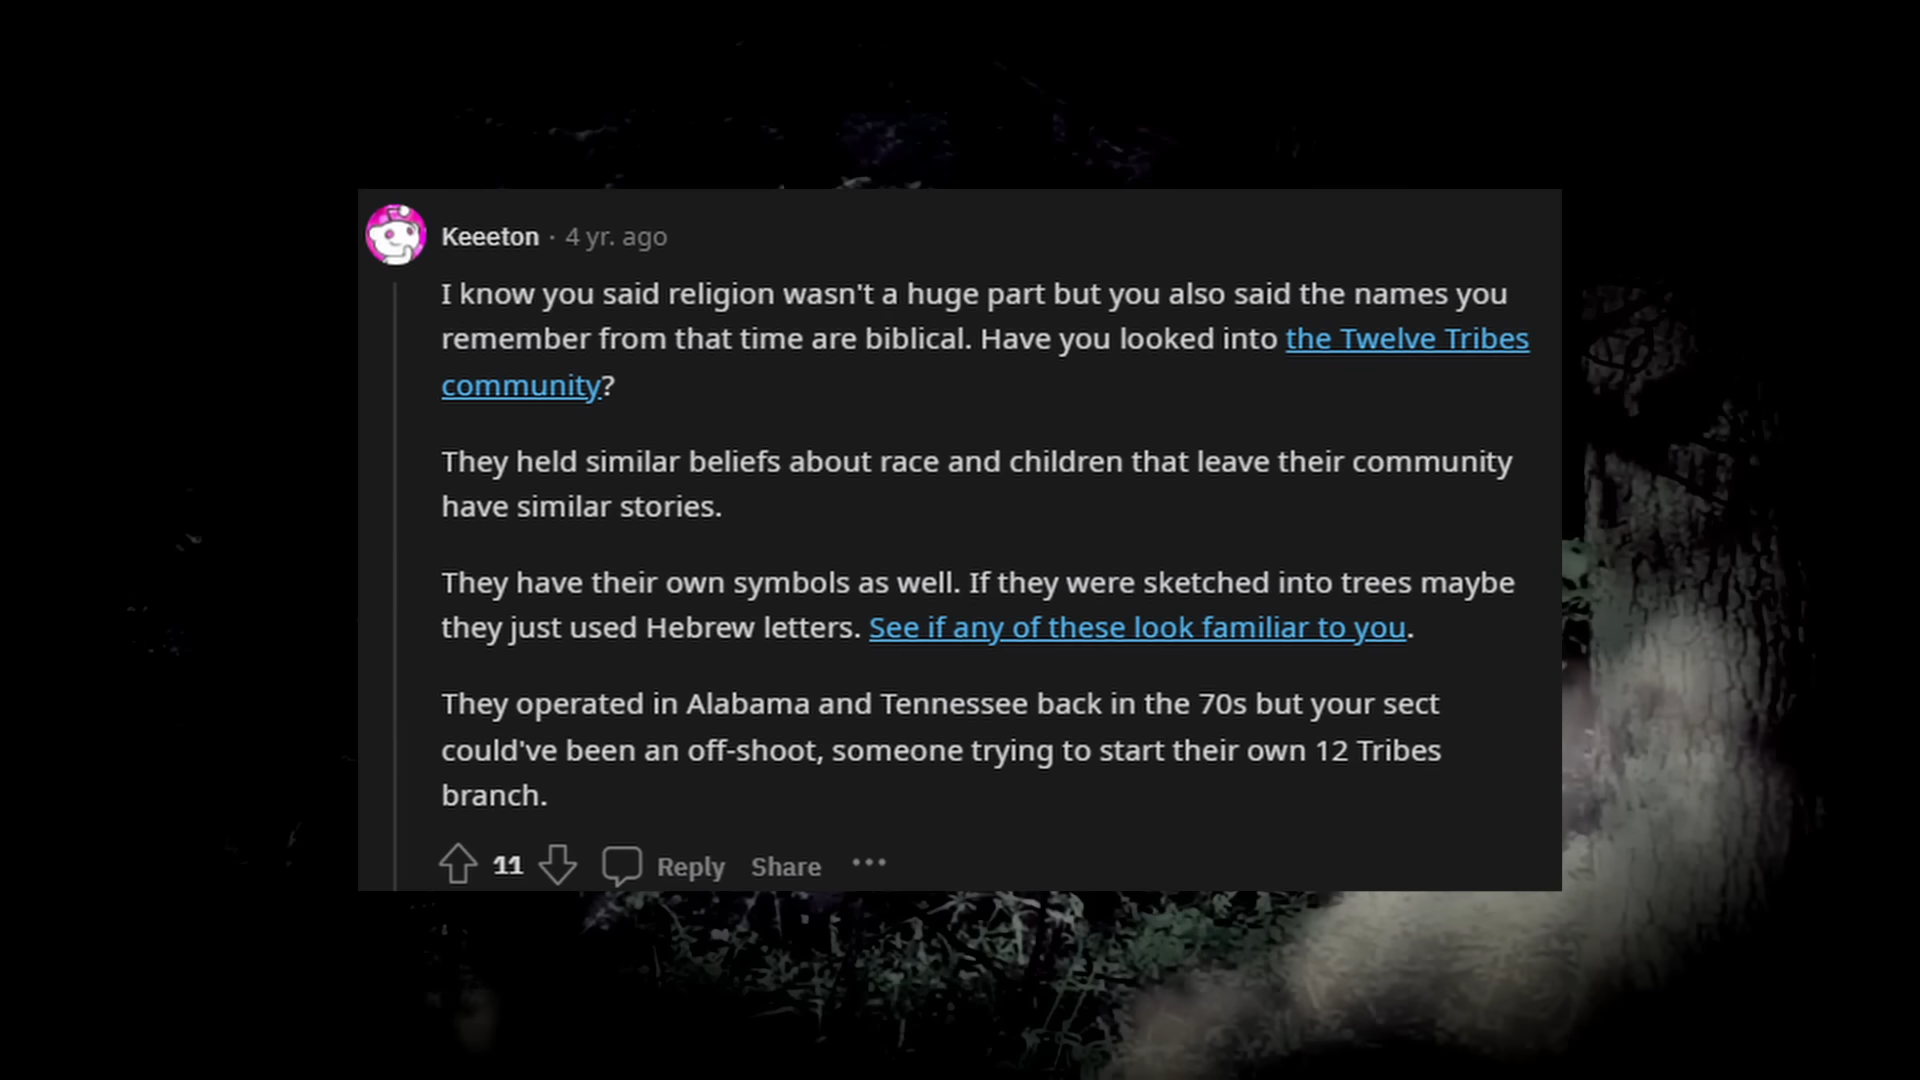 Keeeton · 4 yr. ago
I know you said religion wasn't a huge part but you also said the names you
remember from that time are biblical. Have you looked into the Twelve Tribes
community?
They held similar beliefs about race and children that leave their community
have similar stories.
They have their own symbols as well. If they were sketched into trees maybe
they just used Hebrew letters. See if any of these look familiar to you.
They operated in Alabama and Tennessee back in the 70s but your sect
could've been an off-shoot, someone trying to start their own 12 Tribes
branch.
11 Reply Share ···